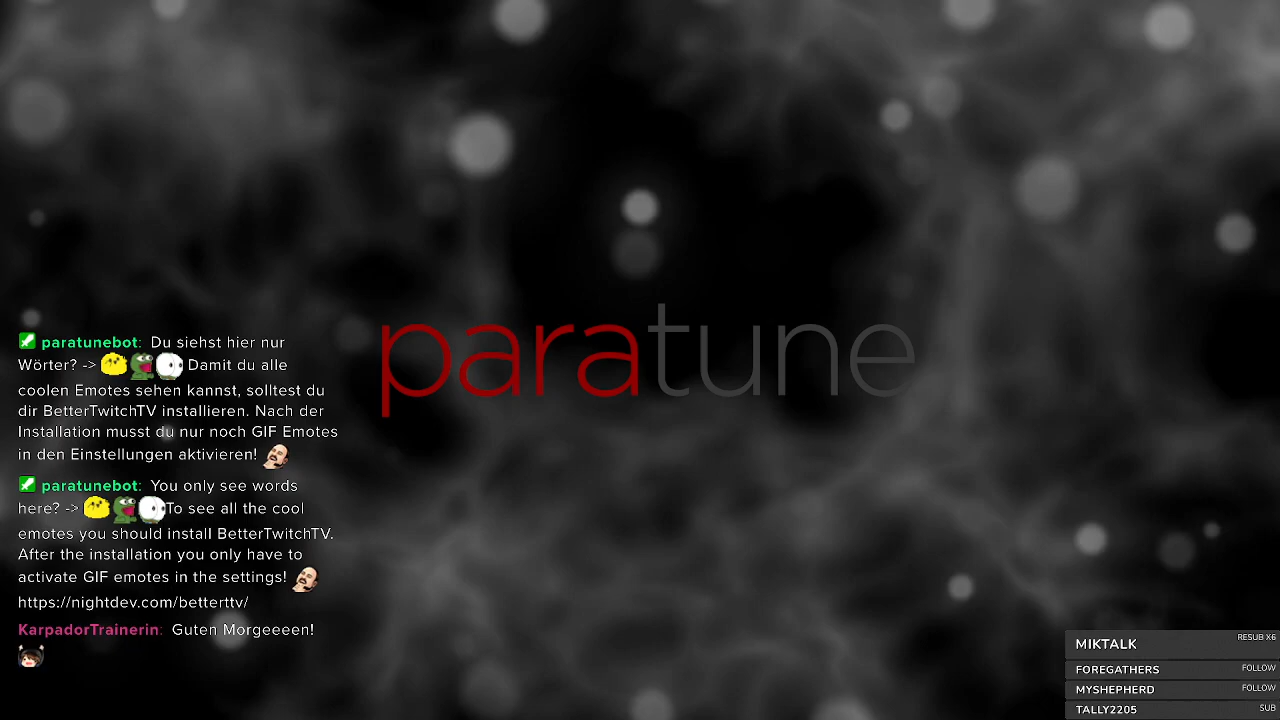 paratune
paratunebot: Du siehst hier nur
Wörter? -> Damit du alle
coolen Emotes sehen kannst, solltest du
dir BetterTwitchTV installieren. Nach der
Installation musst du nur noch GIF Emotes
in den Einstellungen aktivieren!
paratunebot: You only see words
here? -> To see all the cool
emotes you should install BetterTwitchTV.
After the installation you only have to
activate GIF emotes in the settings!
https://nightdev.com/betterttv/
KarpadorTrainerin: Guten Morgeeeen!
MIKTALK RESUB X6
FOREGATHERS FOLLOW
MYSHEPHERD FOLLOW
TALLY2205 SUB